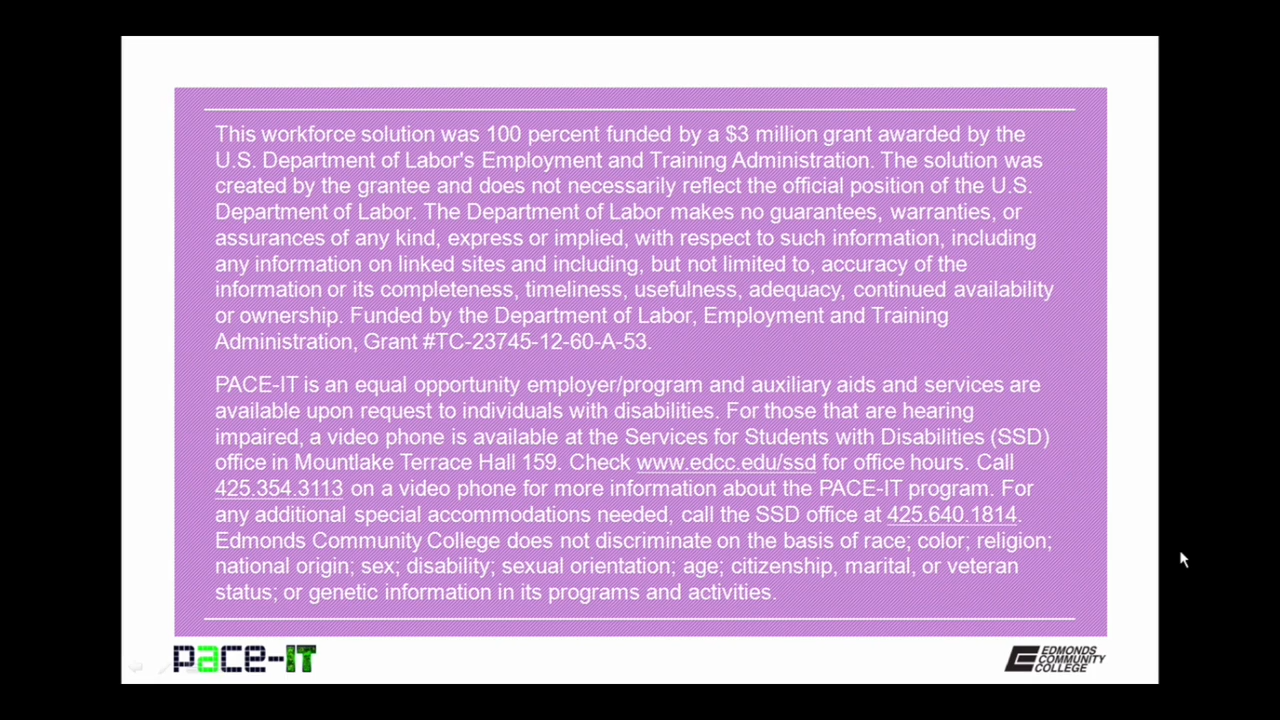 This workforce solution was 100 percent funded by a $3 million grant awarded by the
U.S. Department of Labor's Employment and Training Administration. The solution was
created by the grantee and does not necessarily reflect the official position of the U.S.
Department of Labor. The Department of Labor makes no guarantees, warranties, or
assurances of any kind, express or implied, with respect to such information, including
any information on linked sites and including, but not limited to, accuracy of the
information or its completeness, timeliness, usefulness, adequacy, continued availability
or ownership. Funded by the Department of Labor, Employment and Training
Administration, Grant #TC-23745-12-60-A-53.
PACE-IT is an equal opportunity employer/program and auxiliary aids and services are
available upon request to individuals with disabilities. For those that are hearing
impaired, a video phone is available at the Services for Students with Disabilities (SSD)
office in Mountlake Terrace Hall 159. Check www.edcc.edu/ssd for office hours. Call
425.354.3113 on a video phone for more information about the PACE-IT program. For
any additional special accommodations needed, call the SSD office at 425.640.1814.
Edmonds Community College does not discriminate on the basis of race; color; religion;
national origin; sex; disability; sexual orientation; age; citizenship, marital, or veteran
status; or genetic information in its programs and activities.
pace-IT
EDMONDS
COMMUNITY
COLLEGE